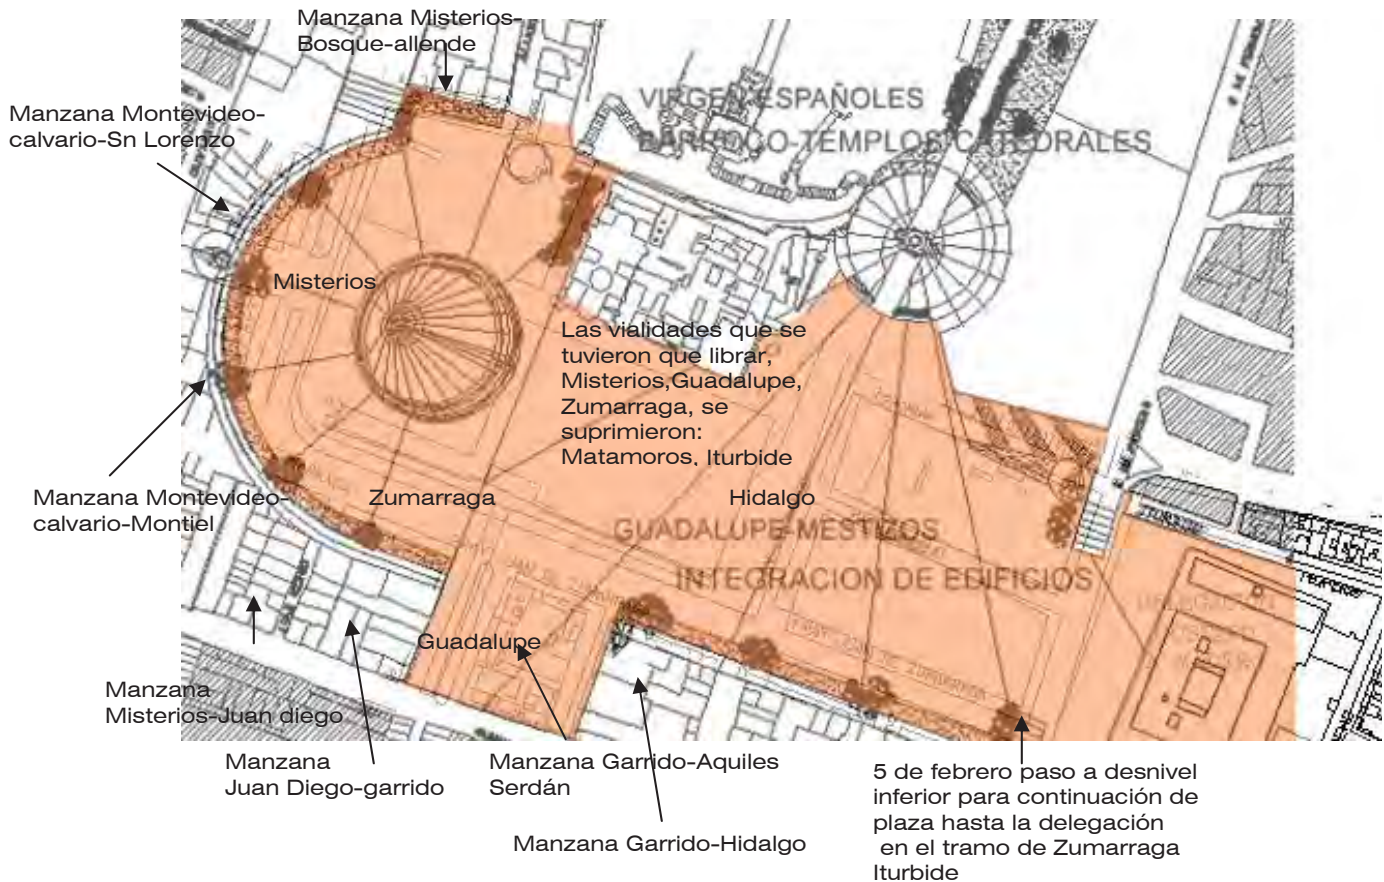 Manzana Misterios-
Bosque-allende
Manzana Montevideo-
calvario-Sn Lorenzo
VIRGEN-ESPAÑOLES
BARROCO-TEMPLOS-CATEDRALES
Misterios
Las vialidades que se
tuvieron que librar,
Misterios,Guadalupe,
Zumarraga, se
suprimieron:
Matamoros, Iturbide
Manzana Montevideo-
calvario-Montiel
Zumarraga
Hidalgo
GUADALUPE-MESTIZOS
INTEGRACION DE EDIFICIOS
Guadalupe
Manzana
Misterios-Juan diego
Manzana
Juan Diego-garrido
Manzana Garrido-Aquiles
Serdán
Manzana Garrido-Hidalgo
5 de febrero paso a desnivel
inferior para continuación de
plaza hasta la delegación
en el tramo de Zumarraga
Iturbide